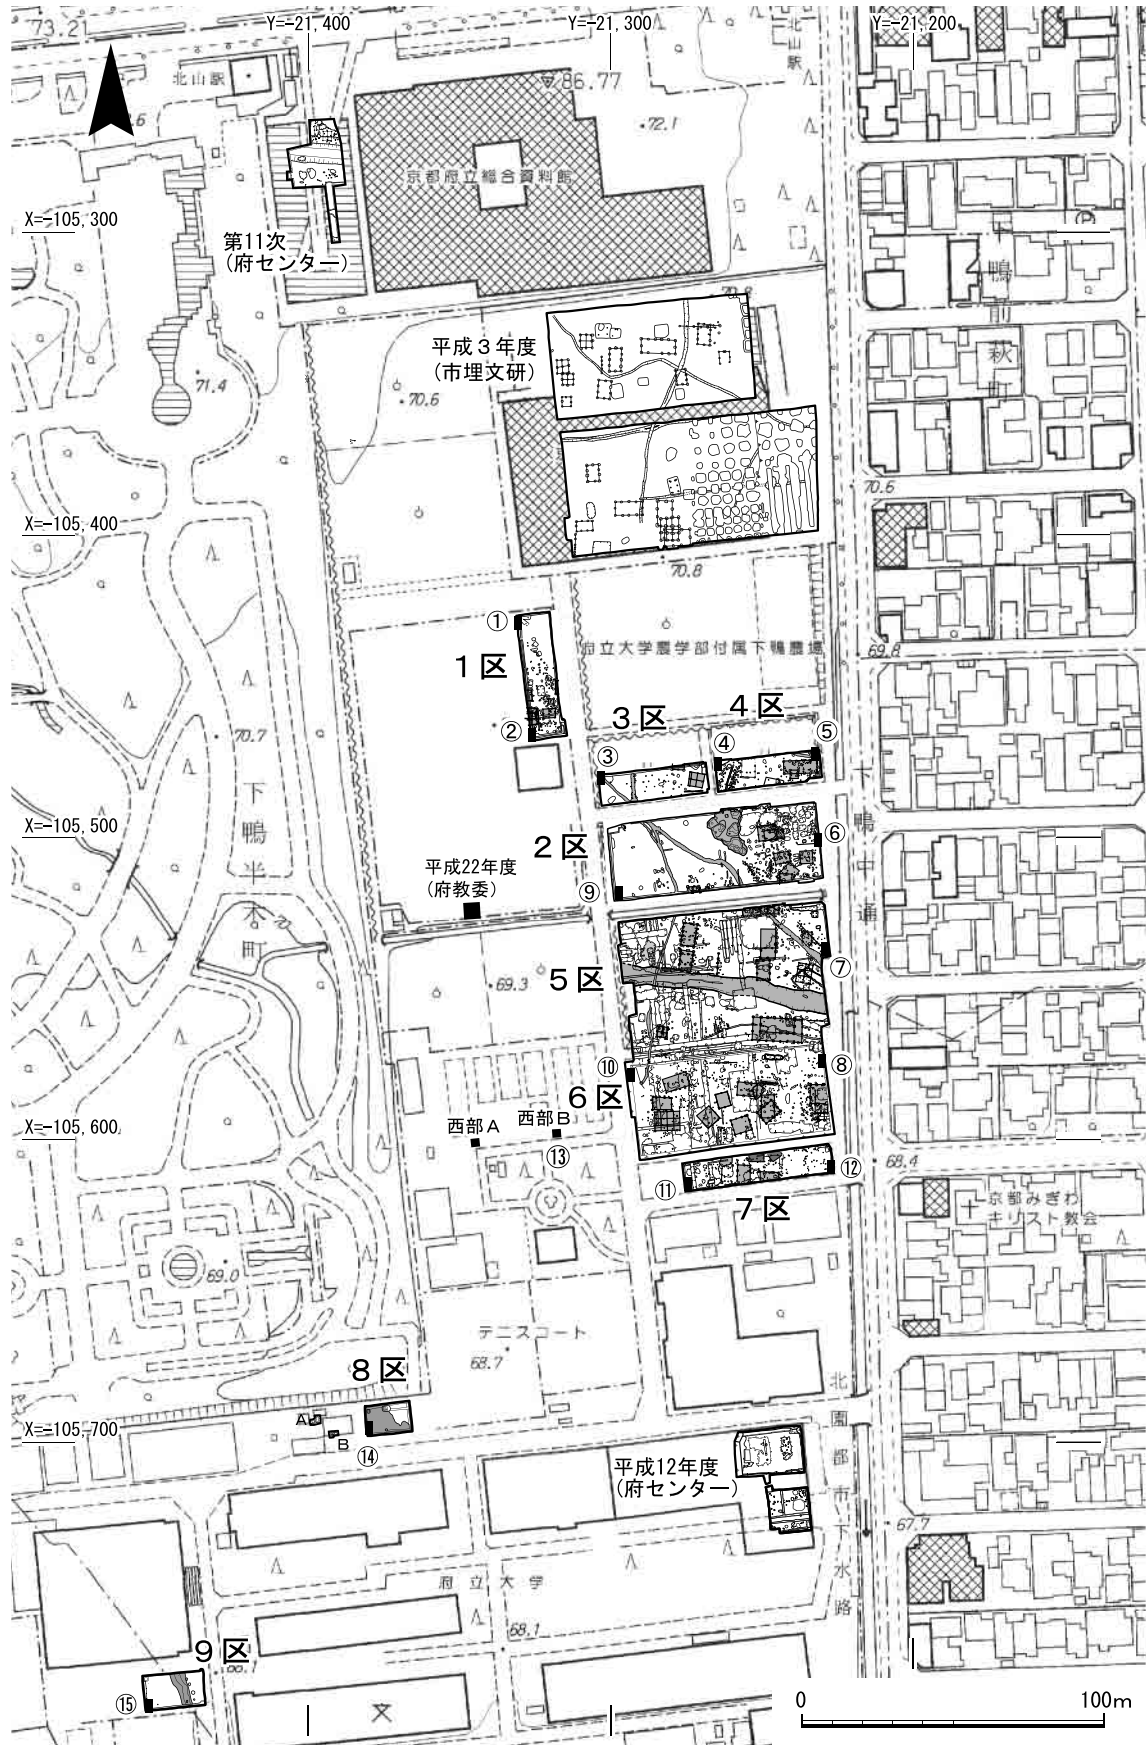 73.21
Y=-21,400
Y=-21,300
Y=-21,200
北山駅
北山駅
86.77
72.1
京都府立総合資料館
X=-105,300
第11次
(府センター)
下鴨
萩
町
70.8
平成3年度
(市埋文研)
71.4
70.6
70.6
X=-105,400
70.8
①
1区
府立大学農学部付属下鴨農場
69.8
4区
3区
②
70.7
③
④
⑤
下鴨中通
下鴨半木町
X=-105,500
2区
⑥
平成22年度
(府教委)
⑨
5区
⑦
69.3
⑩
⑧
6区
X=-105,600
西部A
西部B
⑬
⑪
⑫
68.4
7区
京都みぎわ
キリスト教会
69.0
テニスコート
68.7
8区
北園都市下水路
X=-105,700
A
B
⑭
平成12年度
(府センター)
67.7
府立大学
68.1
9区
⑮
文
0
100m